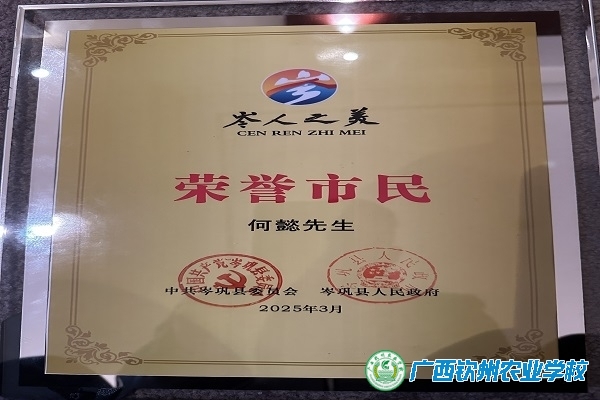 岑人之美
CEN REN ZHI MEI
荣誉市民
何懿先生
中共岑巩县委员会 岑巩县人民政府
2025年3月
广西钦州农业学校